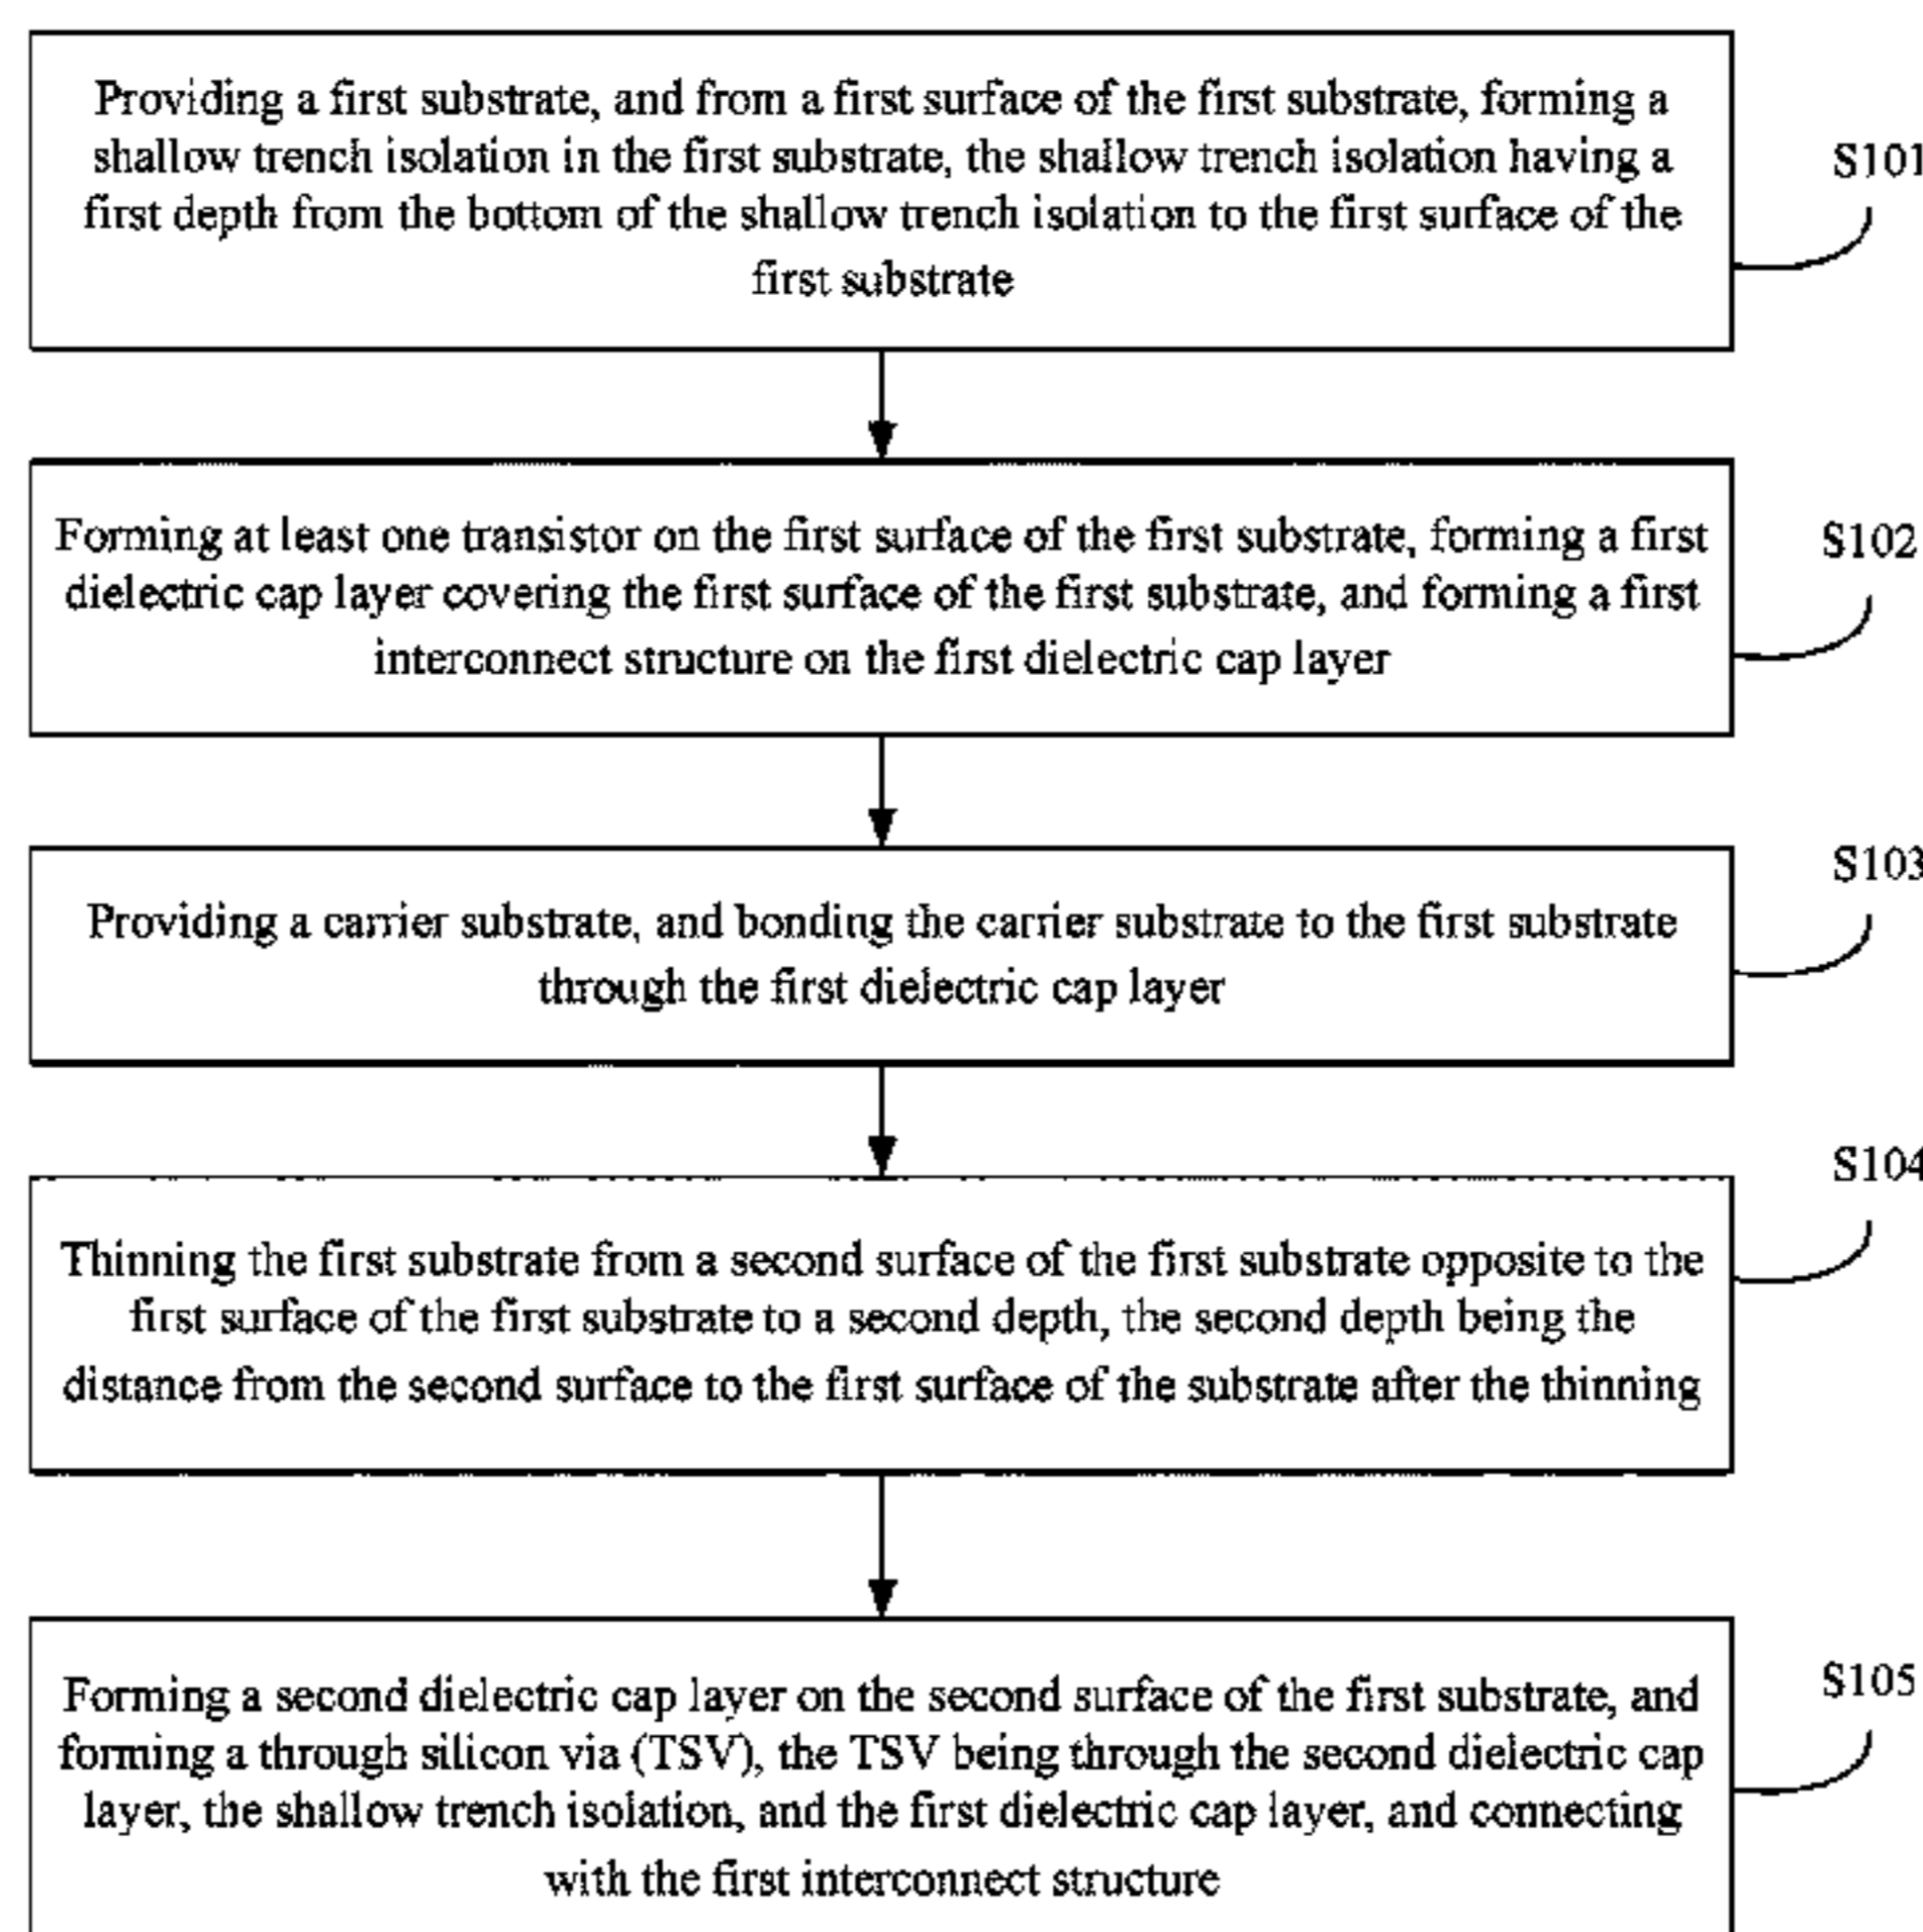 Providing a first substrate, and from a first surface of the first substrate, forming a
shallow trench isolation in the first substrate, the shallow trench isolation having a
first depth from the bottom of the shallow trench isolation to the first surface of the
first substrate
S101
Forming at least one transistor on the first surface of the first substrate, forming a first
dielectric cap layer covering the first surface of the first substrate, and forming a first
interconnect structure on the first dielectric cap layer
S102
Providing a carrier substrate, and bonding the carrier substrate to the first substrate
through the first dielectric cap layer
S103
Thinning the first substrate from a second surface of the first substrate opposite to the
first surface of the first substrate to a second depth, the second depth being the
distance from the second surface to the first surface of the substrate after the thinning
S104
Forming a second dielectric cap layer on the second surface of the first substrate, and
forming a through silicon via (TSV), the TSV being through the second dielectric cap
layer, the shallow trench isolation, and the first dielectric cap layer, and connecting
with the first interconnect structure
S105